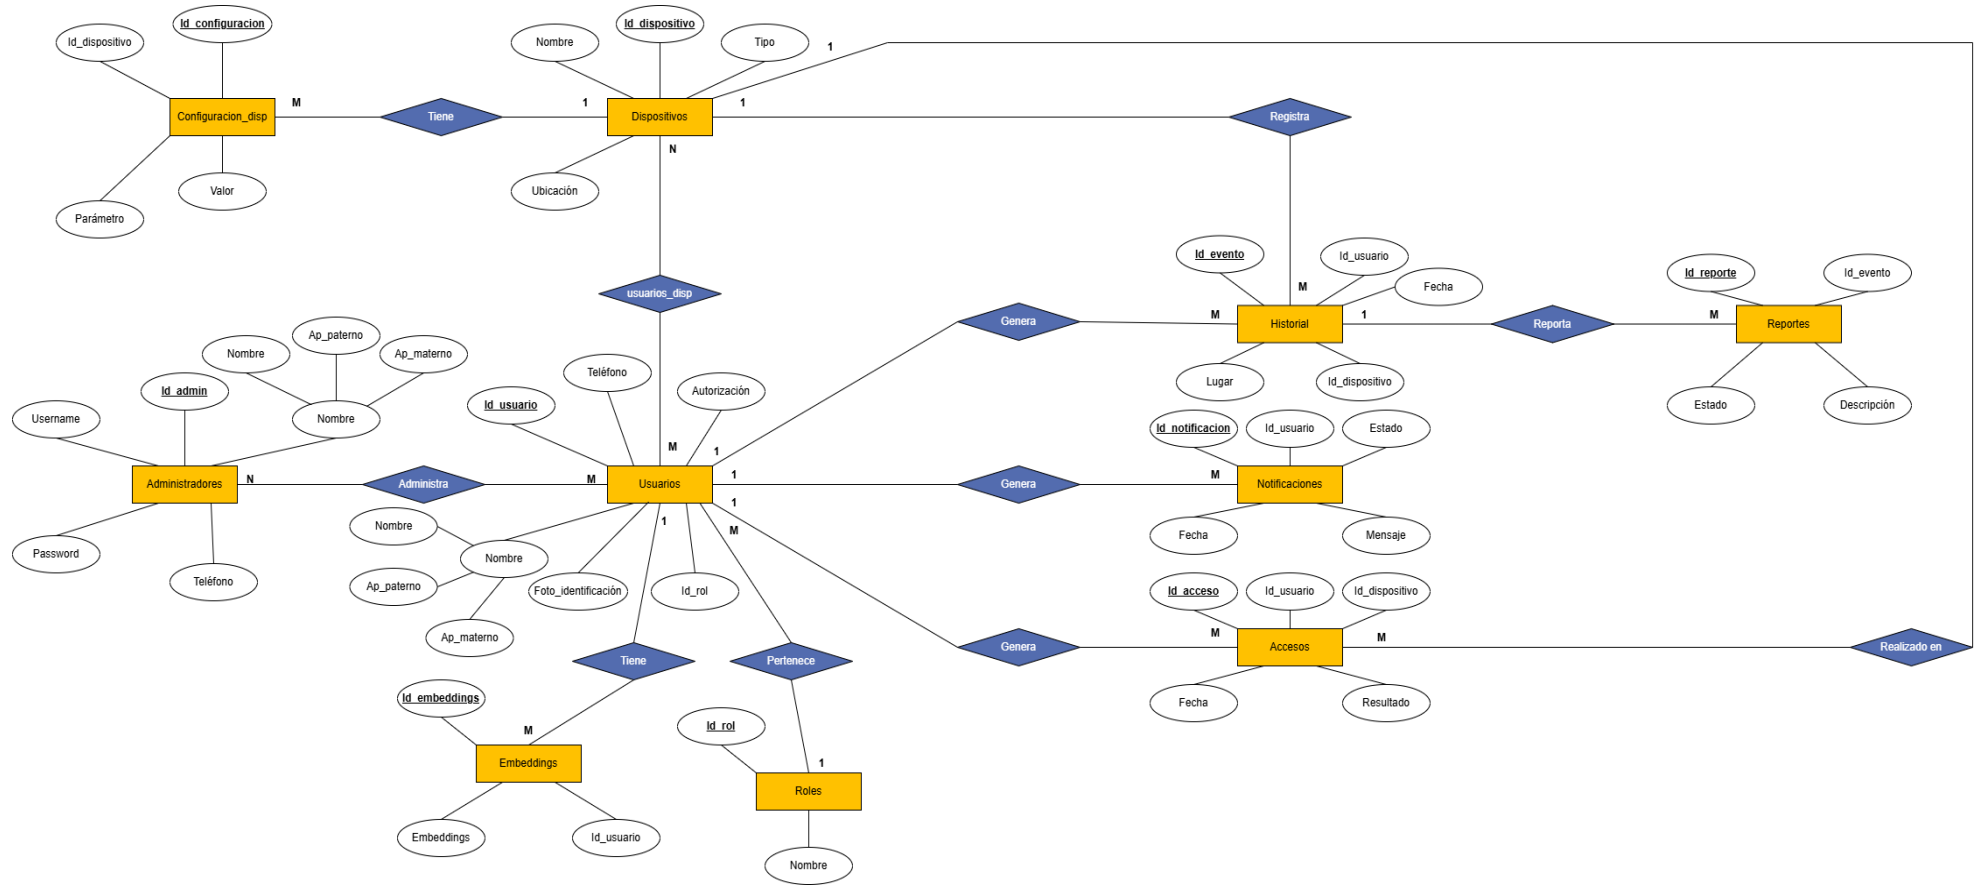 Id_configuracion
Id_dispositivo
Configuracion_disp
Parámetro
Valor
M
Tiene
1
Id_dispositivo
Nombre
Tipo
Dispositivos
Ubicación
1
1
N
Registra
usuarios_disp
M
Id_evento
Id_usuario
Fecha
M
Historial
Lugar
Id_dispositivo
Genera
M
1
Reporta
M
Id_reporte
Id_evento
Reportes
Estado
Descripción
Nombre
Ap_paterno
Ap_materno
Nombre
Id_admin
Username
Administradores
Password
Teléfono
N
Administra
M
Id_usuario
Teléfono
Autorización
M
Usuarios
1
1
1
M
1
Nombre
Nombre
Ap_paterno
Ap_materno
Foto_identificación
Id_rol
Genera
M
Id_notificacion
Id_usuario
Estado
Notificaciones
Fecha
Mensaje
Id_acceso
Id_usuario
Id_dispositivo
Genera
M
Accesos
M
Realizado en
Fecha
Resultado
Tiene
Pertenece
Id_embeddings
M
Embeddings
Embeddings
Id_usuario
Id_rol
1
Roles
Nombre